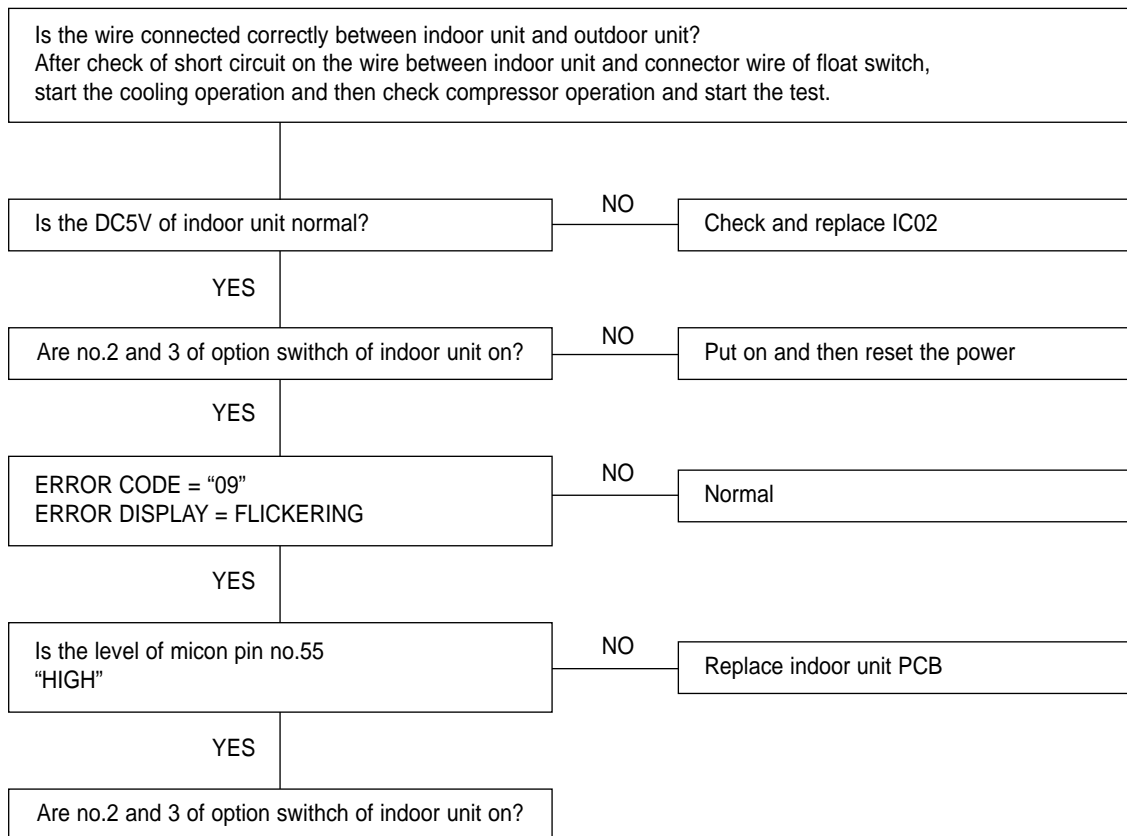 Is the wire connected correctly between indoor unit and outdoor unit?
After check of short circuit on the wire between indoor unit and connector wire of float switch,
start the cooling operation and then check compressor operation and start the test.
Is the DC5V of indoor unit normal?
NO
Check and replace IC02
YES
Are no.2 and 3 of option swithch of indoor unit on?
NO
Put on and then reset the power
YES
ERROR CODE = “09”
ERROR DISPLAY = FLICKERING
NO
Normal
YES
Is the level of micon pin no.55
“HIGH”
NO
Replace indoor unit PCB
YES
Are no.2 and 3 of option swithch of indoor unit on?